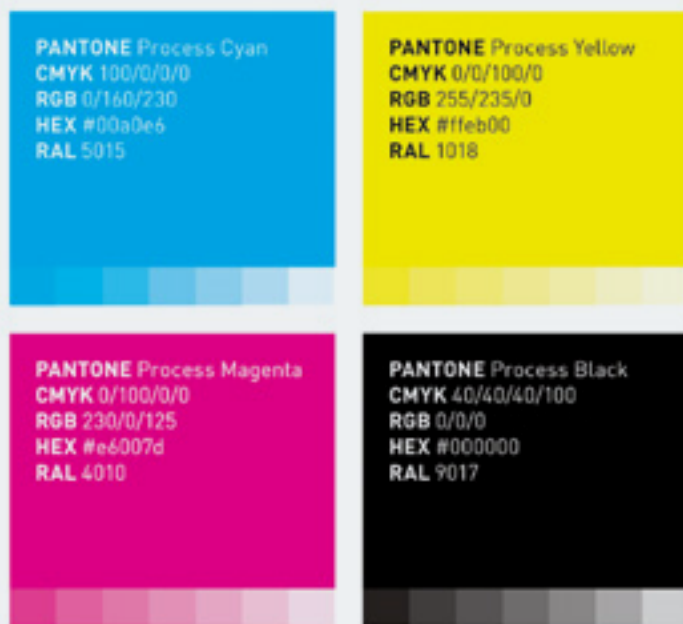 PANTONE Process Cyan
CMYK 100/0/0/0
RGB 0/160/230
HEX #00a0e6
RAL 5015
PANTONE Process Yellow
CMYK 0/0/100/0
RGB 255/235/0
HEX #ffeb00
RAL 1018
PANTONE Process Magenta
CMYK 0/100/0/0
RGB 230/0/125
HEX #e6007d
RAL 4010
PANTONE Process Black
CMYK 40/40/40/100
RGB 0/0/0
HEX #000000
RAL 9017